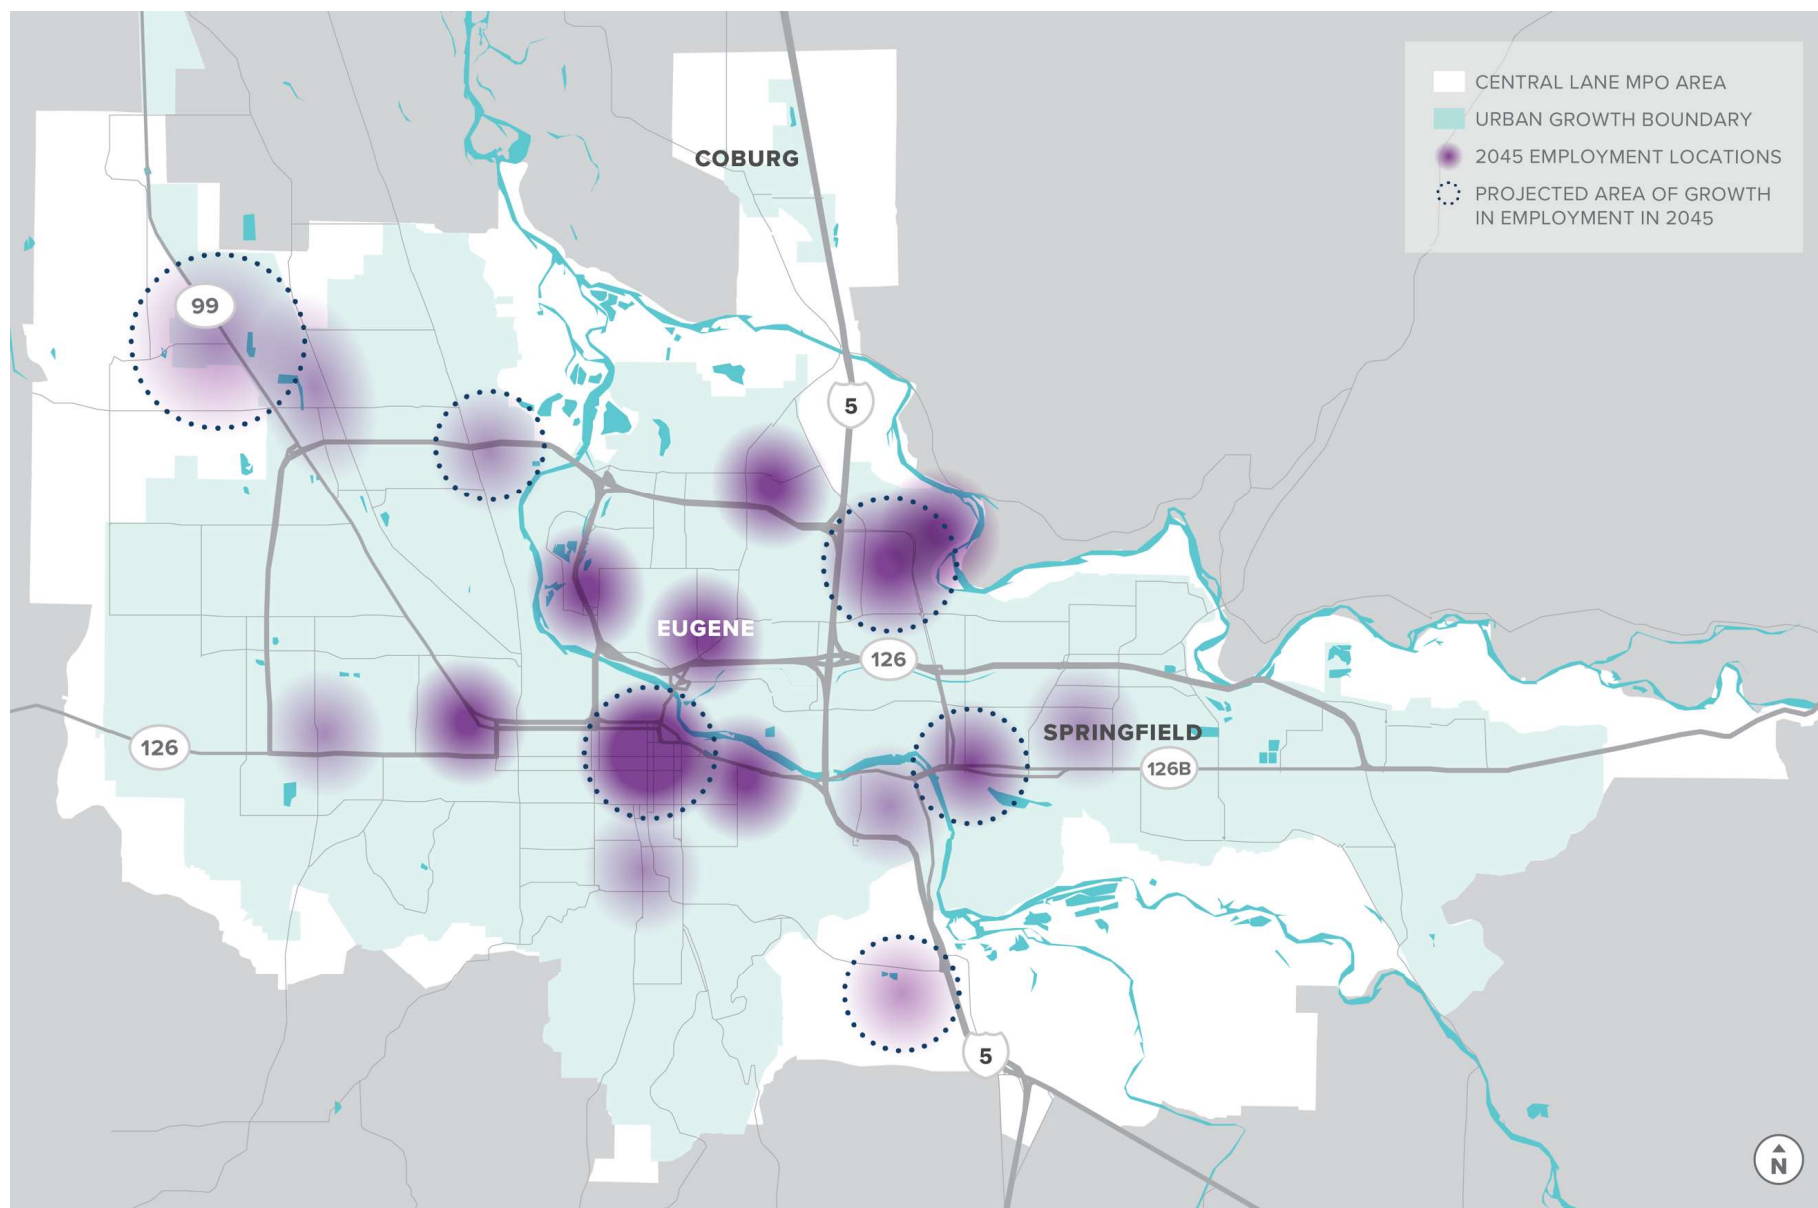 CENTRAL LANE MPO AREA
URBAN GROWTH BOUNDARY
2045 EMPLOYMENT LOCATIONS
PROJECTED AREA OF GROWTH
IN EMPLOYMENT IN 2045
COBURG
99
5
EUGENE
126
SPRINGFIELD
126
126B
5
N